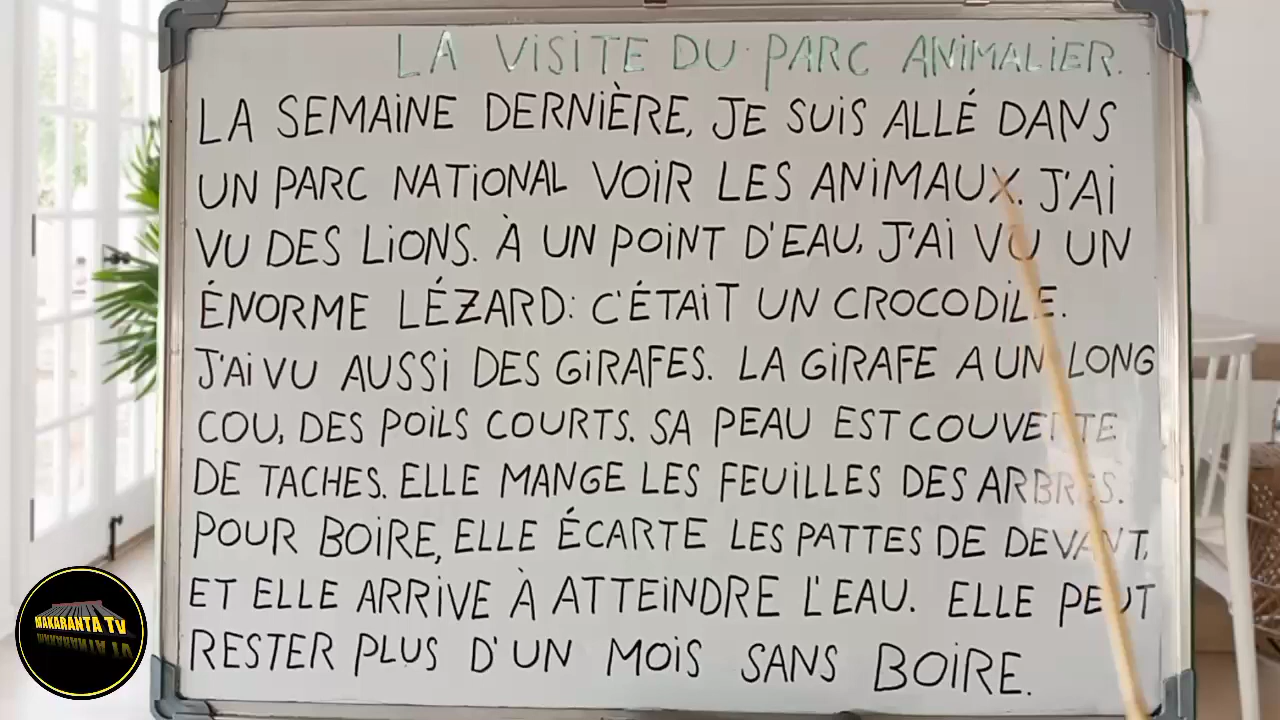 LA VISITE DU PARC ANIMALIER.
LA SEMAINE DERNIÈRE, JE SUIS ALLÉ DANS
UN PARC NATIONAL VOIR LES ANIMAUX. J'AI
VU DES LIONS. À UN POINT D'EAU, J'AI VU UN
ÉNORME LÉZARD: C'ÉTAIT UN CROCODILE.
J'AI VU AUSSI DES GIRAFES. LA GIRAFE A UN LONG
COU, DES POILS COURTS. SA PEAU EST COUVERTE
DE TACHES. ELLE MANGE LES FEUILLES DES ARBRES.
POUR BOIRE, ELLE ÉCARTE LES PATTES DE DEVANT,
ET ELLE ARRIVE À ATTEINDRE L'EAU. ELLE PEUT
RESTER PLUS D'UN MOIS SANS BOIRE.
MAKARANTA TV